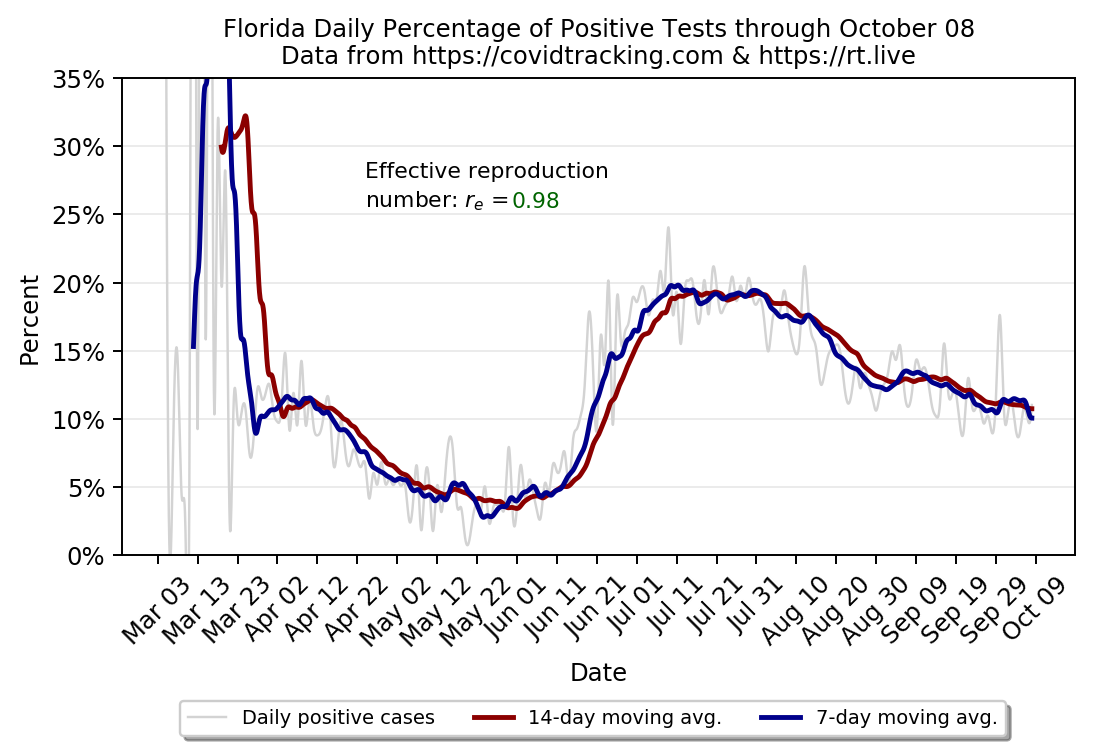 Florida Daily Percentage of Positive Tests through October 08
Data from https://covidtracking.com & https://rt.live
35%
30%
25%
20%
15%
10%
5%
0%
Percent
Effective reproduction
number: rₑ = 0.98
Mar 03
Mar 13
Mar 23
Apr 02
Apr 12
Apr 22
May 02
May 12
May 22
Jun 01
Jun 11
Jun 21
Jul 01
Jul 11
Jul 21
Jul 31
Aug 10
Aug 20
Aug 30
Sep 09
Sep 19
Sep 29
Oct 09
Date
Daily positive cases
14-day moving avg.
7-day moving avg.